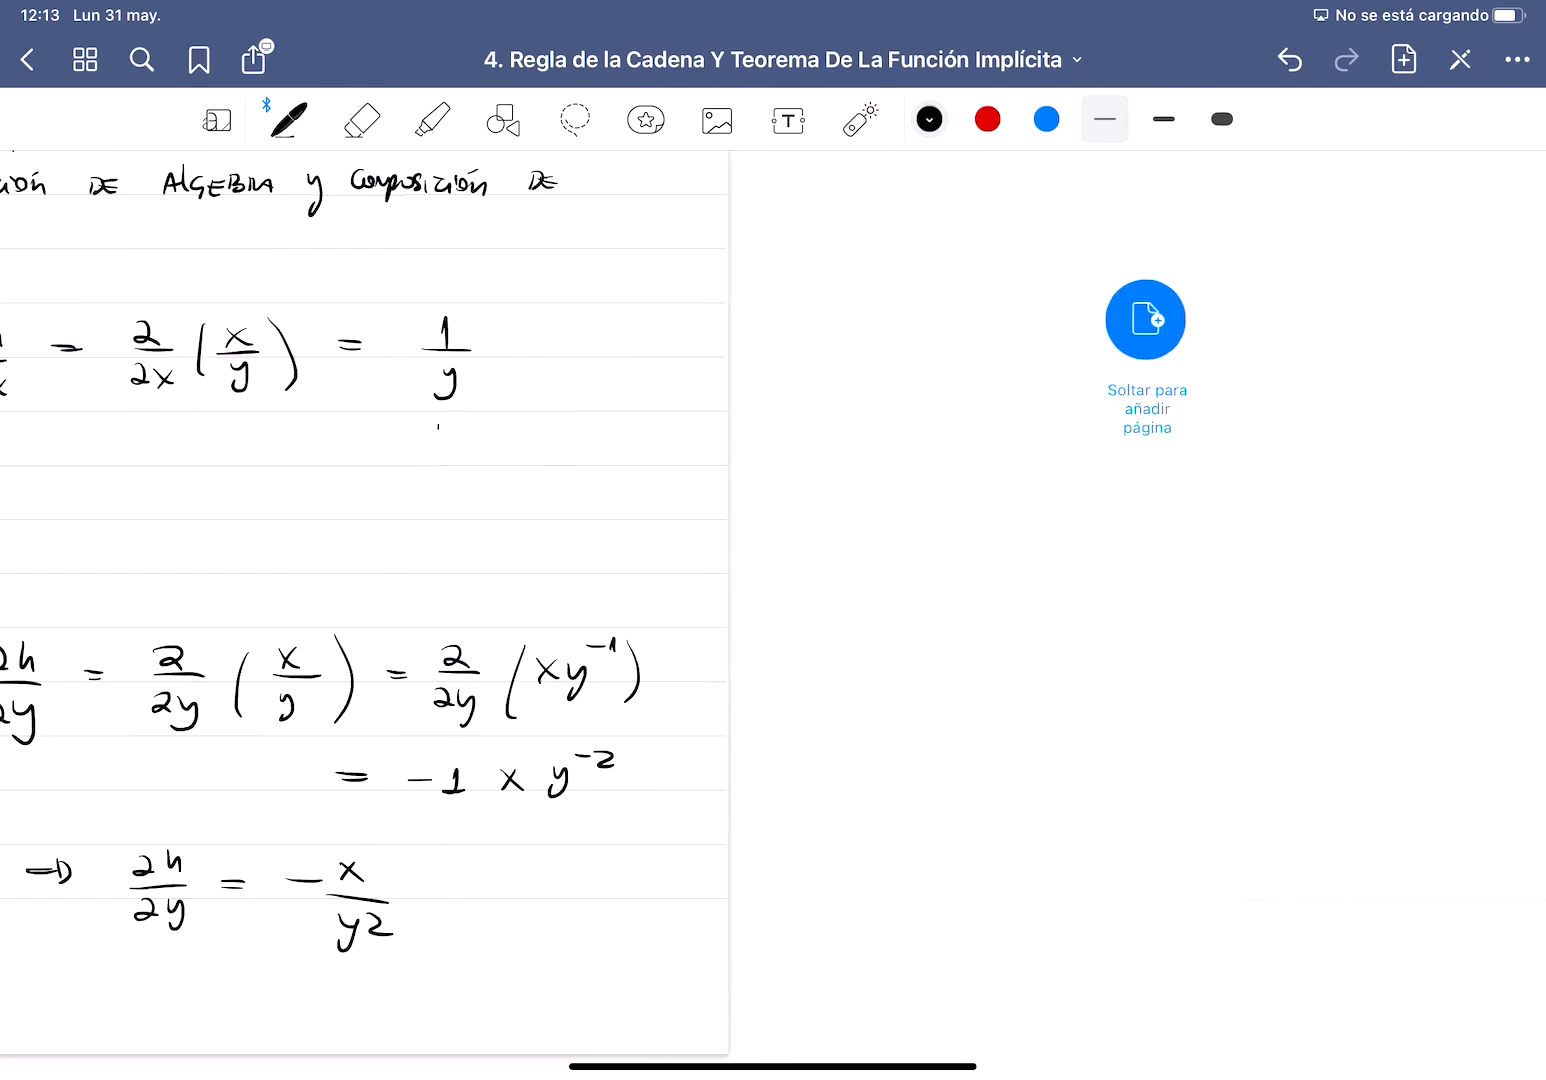 12:13 Lun 31 may.
No se está cargando
4. Regla de la Cadena Y Teorema De La Función Implícita
DE ALGEBRA y Composición DE
= ∂/∂x (x/y) = 1/y
∂h/∂y = ∂/∂y (x/y) = ∂/∂y (xy⁻¹)
= -1 x y⁻²
⇒ ∂h/∂y = -x/y2
Soltar para
añadir
página